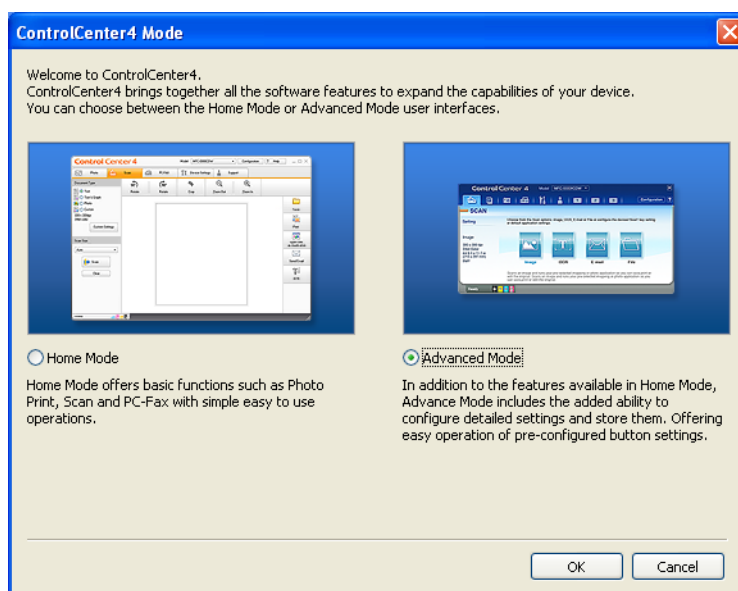 ControlCenter4 Mode
Welcome to ControlCenter4.
ControlCenter4 brings together all the software features to expand the capabilities of your device.
You can choose between the Home Mode or Advanced Mode user interfaces.
Control Center 4
Control Center 4
SCAN
Home Mode
Advanced Mode
Home Mode offers basic functions such as Photo
Print, Scan and PC-Fax with simple easy to use
operations.
In addition to the features available in Home Mode,
Advance Mode includes the added ability to
configure detailed settings and store them. Offering
easy operation of pre-configured button settings.
OK
Cancel